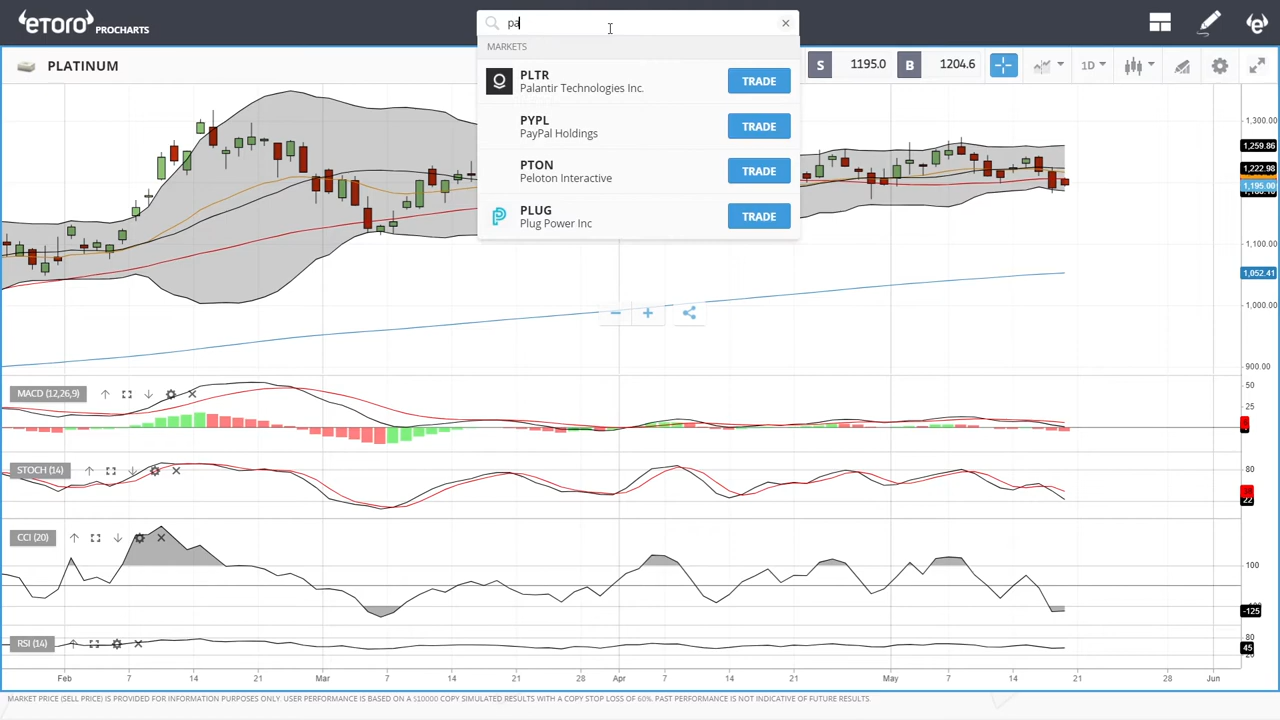 eTORO PROCHARTS
pa
MARKETS
PLTR
Palantir Technologies Inc.
TRADE
PYPL
PayPal Holdings
TRADE
PTON
Peloton Interactive
TRADE
PLUG
Plug Power Inc
TRADE
PLATINUM
S 1195.0 B 1204.6 1D
1,300.00
1,259.86
1,222.98
1,195.00
1,100.00
1,052.41
1,000.00
900.00
MACD (12,26,9)
50
25
STOCH (14)
80
22
CCI (20)
100
-125
RSI (14)
80
45
Feb 7 14 21 Mar 7 14 21 28 Apr 7 14 21 May 7 14 21 28 Jun
MARKET PRICE (SELL PRICE) IS PROVIDED FOR INFORMATION PURPOSES ONLY. USER PERFORMANCE IS BASED ON A $10000 COPY SIMULATED RESULTS WITH A COPY STOP LOSS OF 60%. PAST PERFORMANCE IS NOT INDICATIVE OF FUTURE RESULTS.